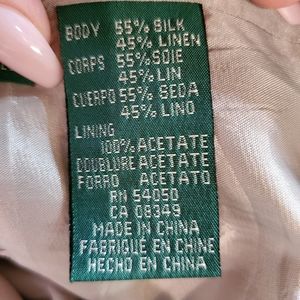 BODY 55% SILK
45% LINEN
CORPS 55% SOIE
45% LIN
CUERPO 55% SEDA
45% LINO
LINING
100% ACETATE
DOUBLURE ACETATE
FORRO ACETATO
RN 54050
CA 08349
MADE IN CHINA
FABRIQUÉ EN CHINE
HECHO EN CHINA